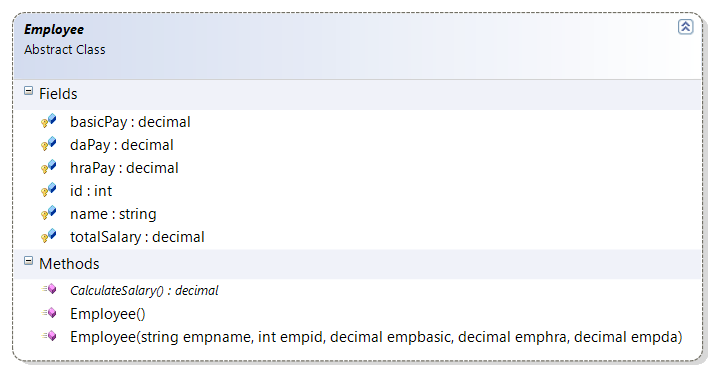 Employee
Abstract Class
Fields
basicPay : decimal
daPay : decimal
hraPay : decimal
id : int
name : string
totalSalary : decimal
Methods
CalculateSalary() : decimal
Employee()
Employee(string empname, int empid, decimal empbasic, decimal emphra, decimal empda)